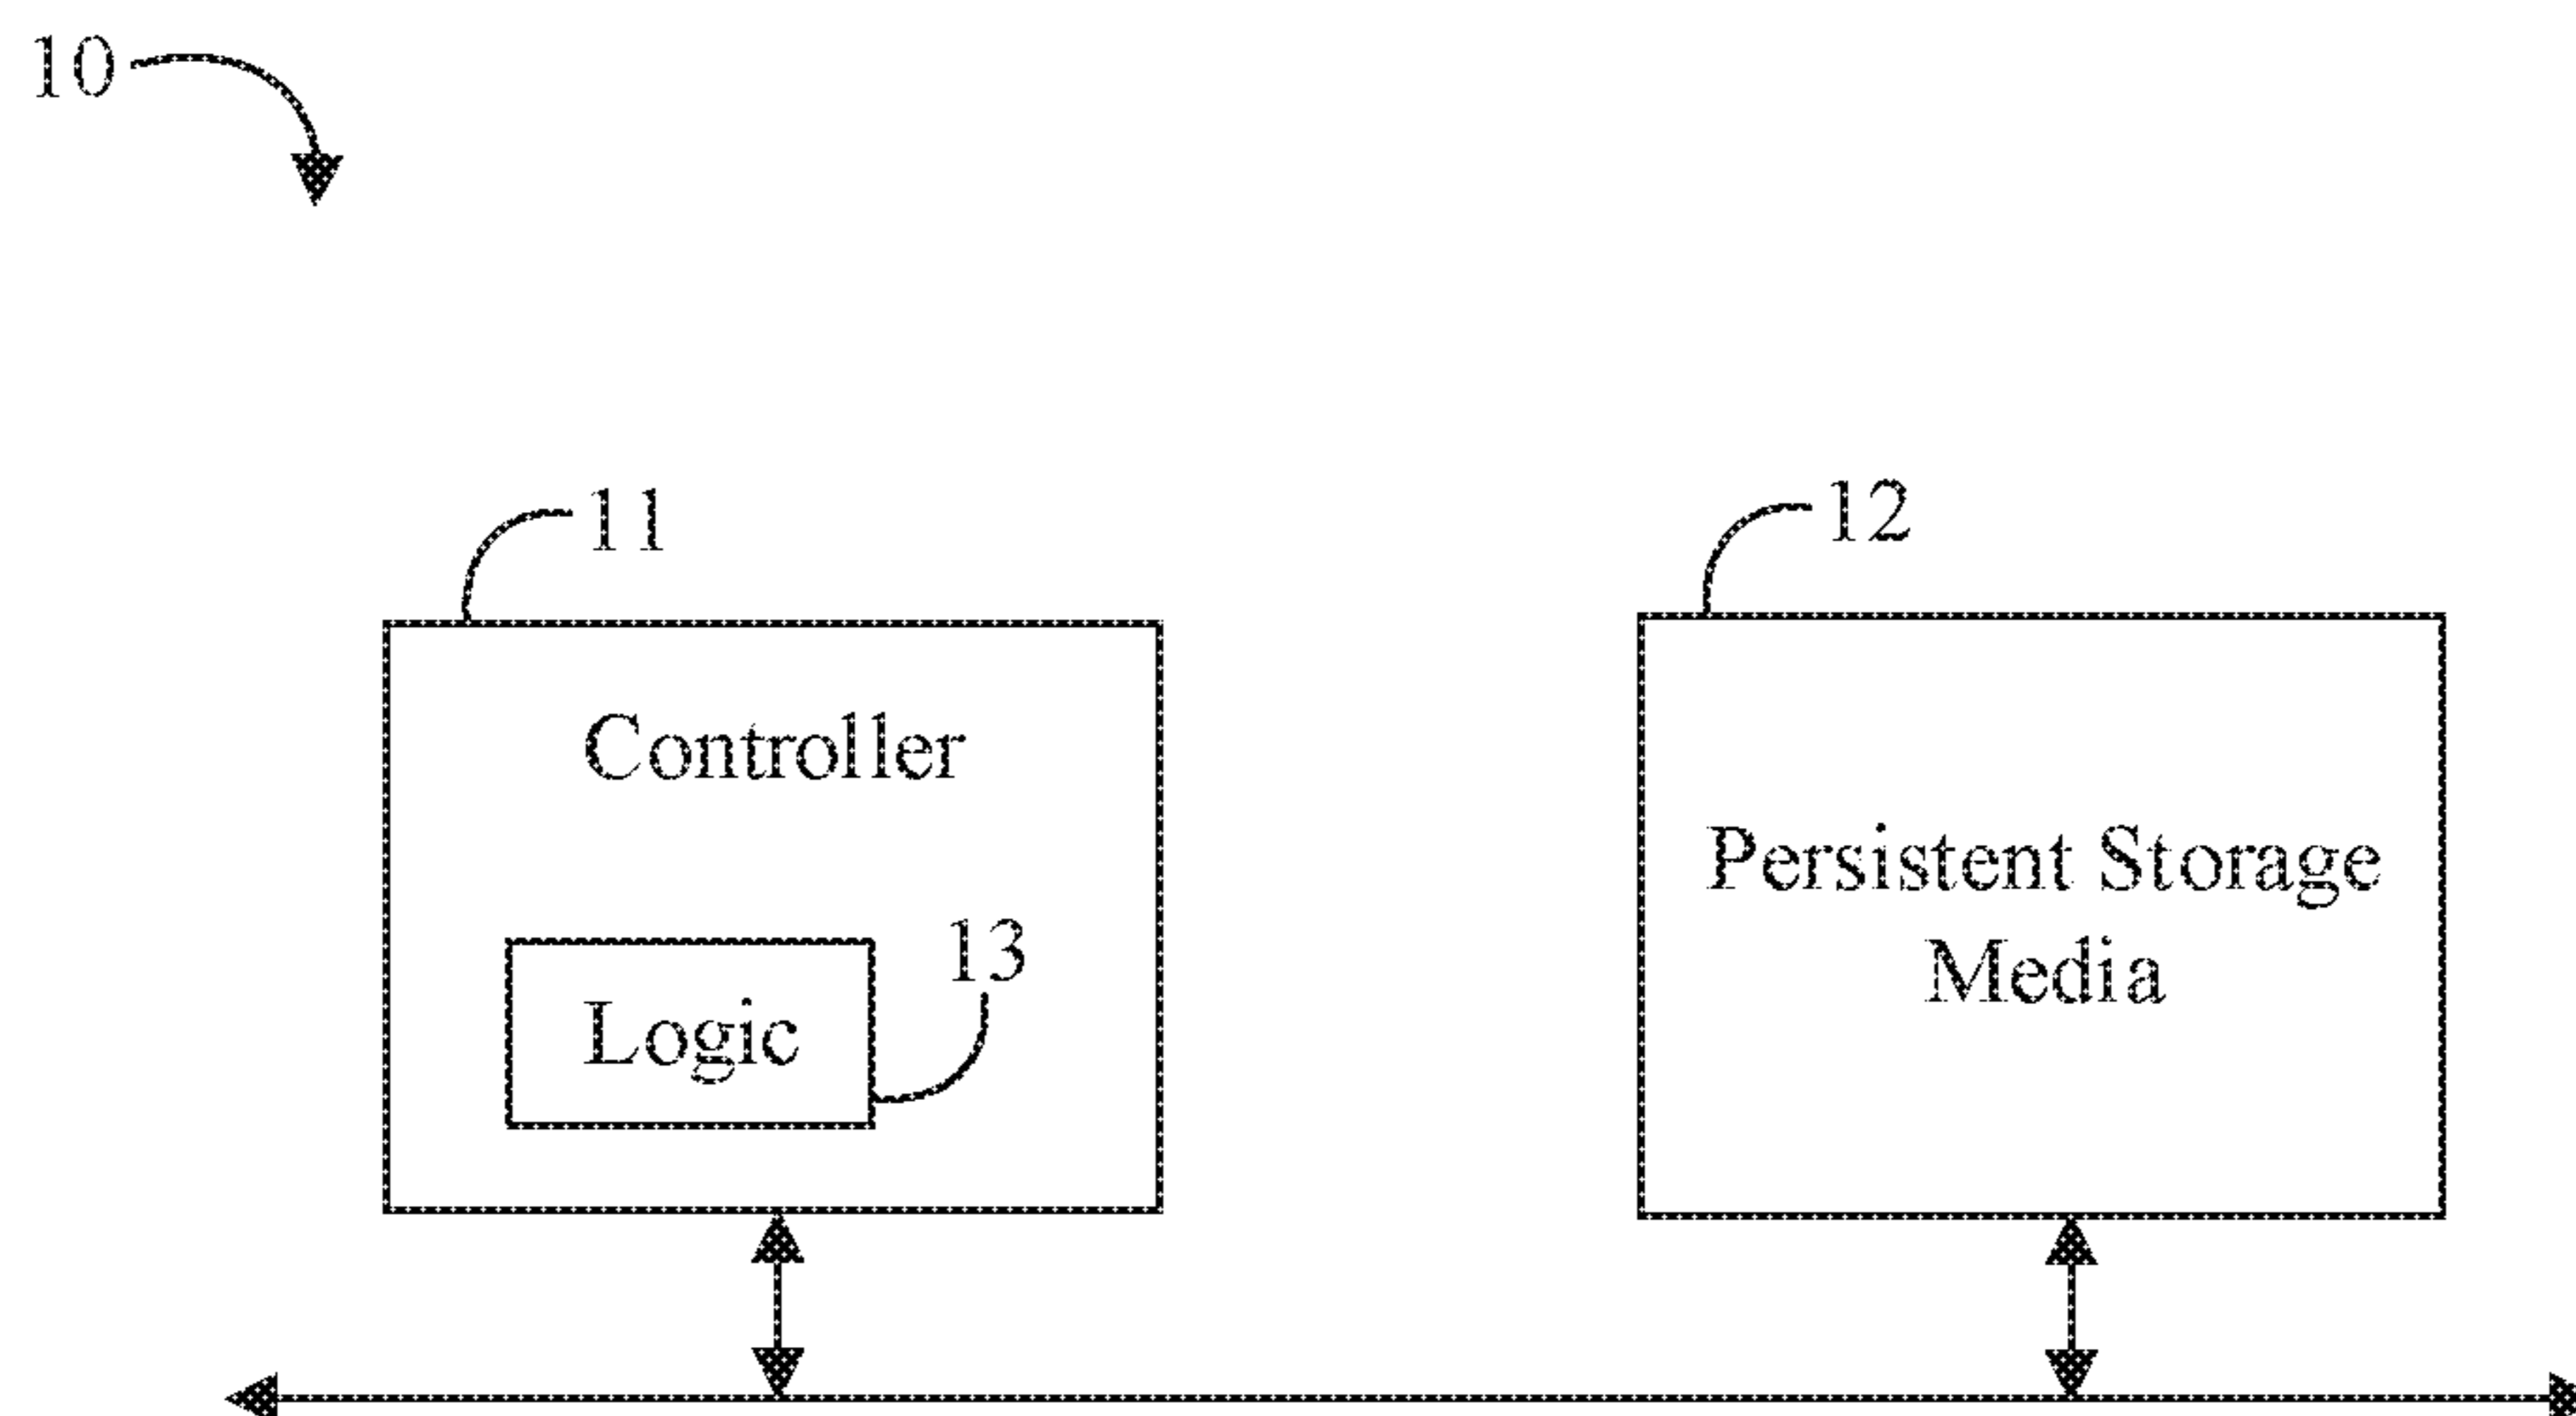 10
11
12
Controller
Persistent Storage
Media
13
Logic